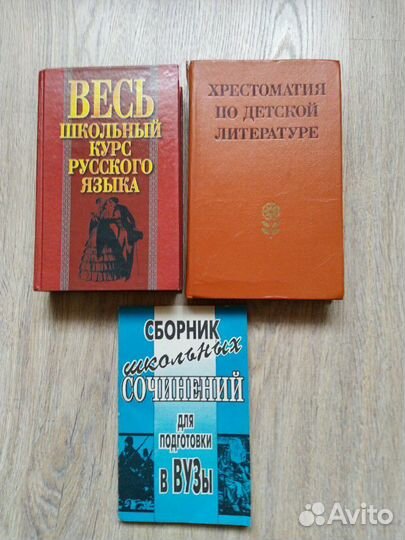 ВЕСЬ
ШКОЛЬНЫЙ
КУРС
РУССКОГО
ЯЗЫКА
ХРЕСТОМАТИЯ
ПО ДЕТСКОЙ
ЛИТЕРАТУРЕ
СБОРНИК
школьных
СОЧИНЕНИЙ
для
подготовки
в ВУЗы
Avito